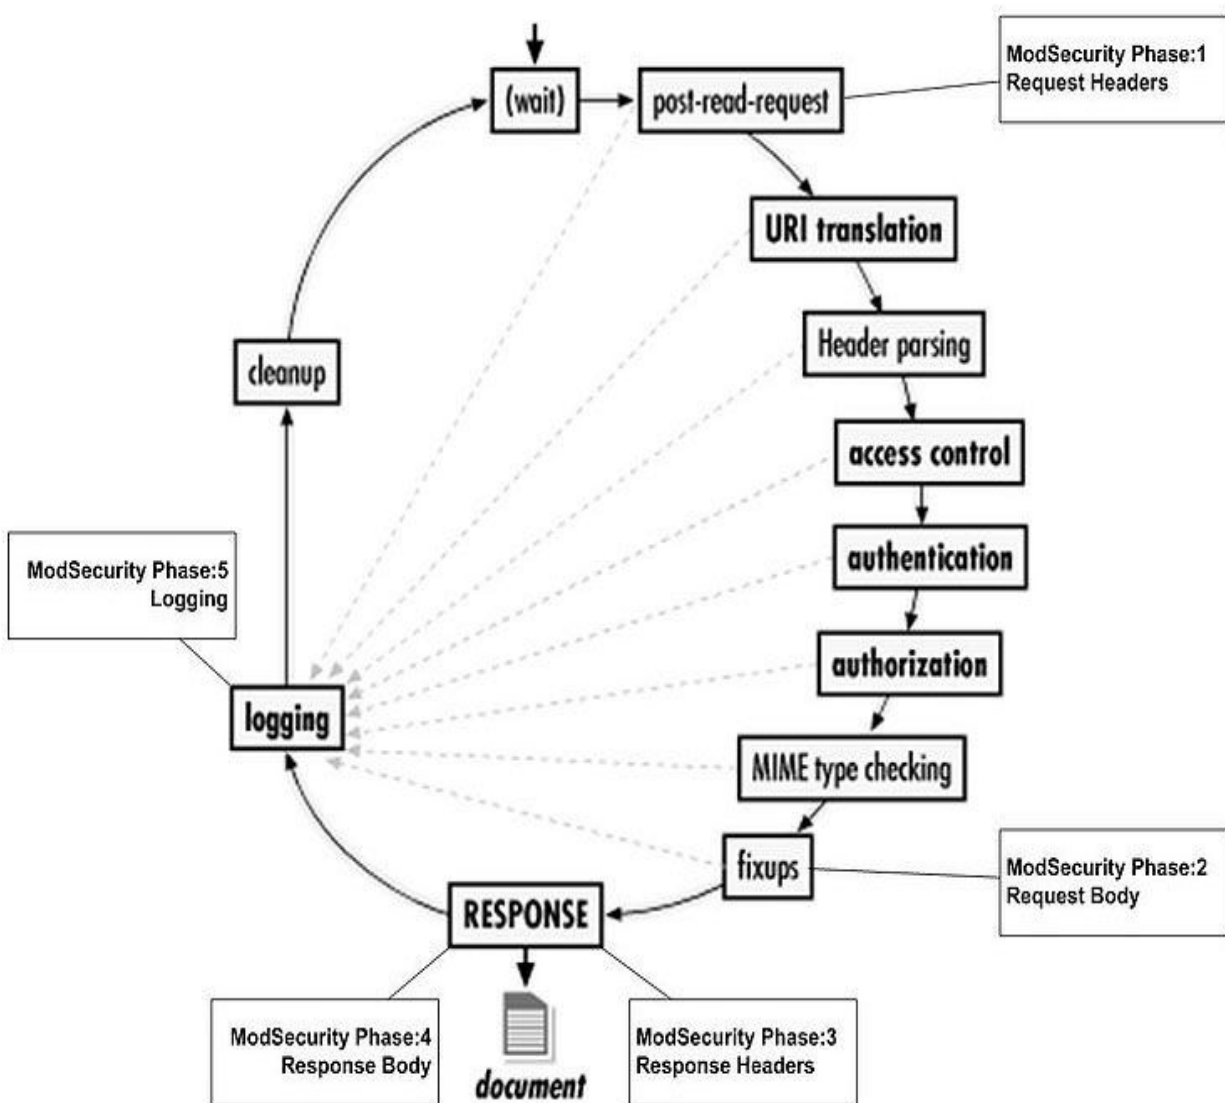 ModSecurity Phase:1
Request Headers
(wait)
post-read-request
URI translation
Header parsing
cleanup
access control
ModSecurity Phase:5
Logging
authentication
authorization
logging
MIME type checking
fixups
ModSecurity Phase:2
Request Body
RESPONSE
ModSecurity Phase:4
Response Body
ModSecurity Phase:3
Response Headers
document